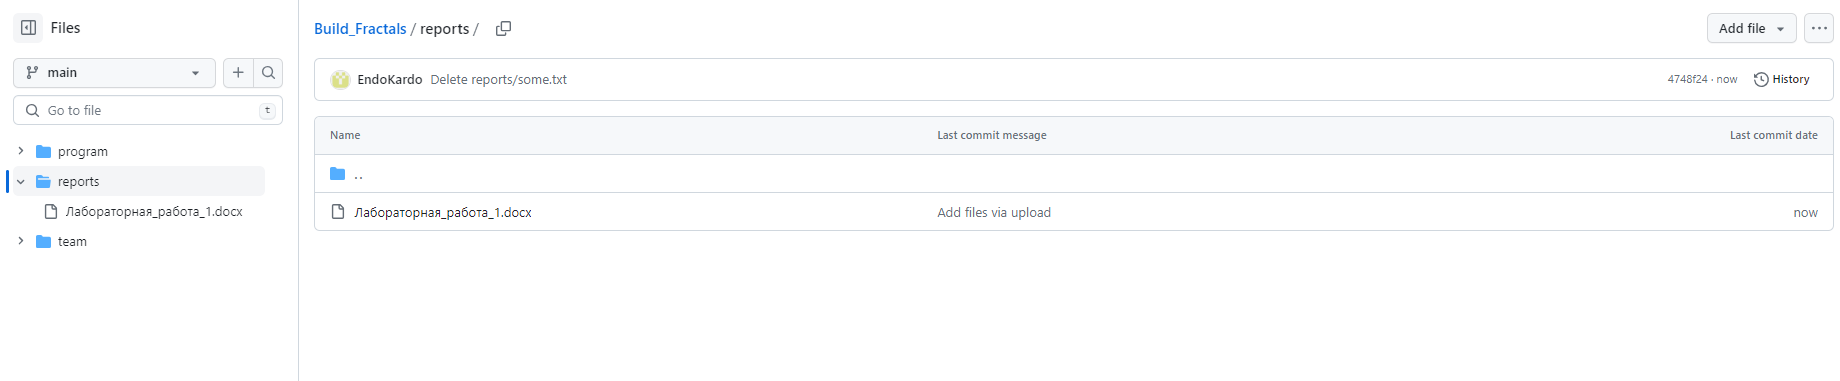 Files
main
Go to file
t
program
reports
Лабораторная_работа_1.docx
team
Build_Fractals / reports /
Add file
EndoKardo Delete reports/some.txt
4748f24 · now
History
Name Last commit message Last commit date
..
Лабораторная_работа_1.docx Add files via upload now